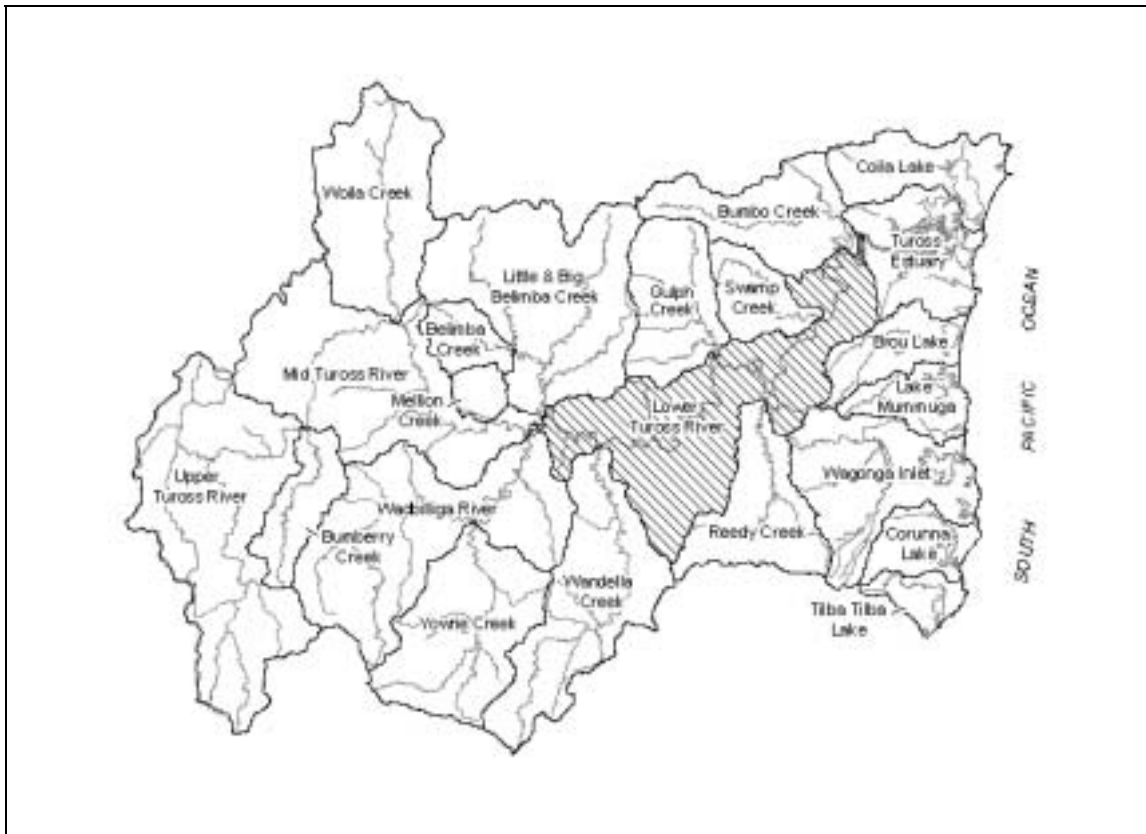 Woila Creek
Coila Lake
Bumbo Creek
Tuross
Estuary
Little & Big
Belimba Creek
Gulph
Creek
Swamp
Creek
Belimba
Creek
Brou Lake
Mid Tuross River
Mellion
Creek
Lower
Tuross River
Lake
Mummuga
Upper
Tuross River
Wagonga Inlet
Wadbilliga River
Bumberry
Creek
Reedy Creek
Corunna
Lake
Wandella
Creek
Yowrie Creek
Tilba Tilba
Lake
SOUTH PACIFIC OCEAN